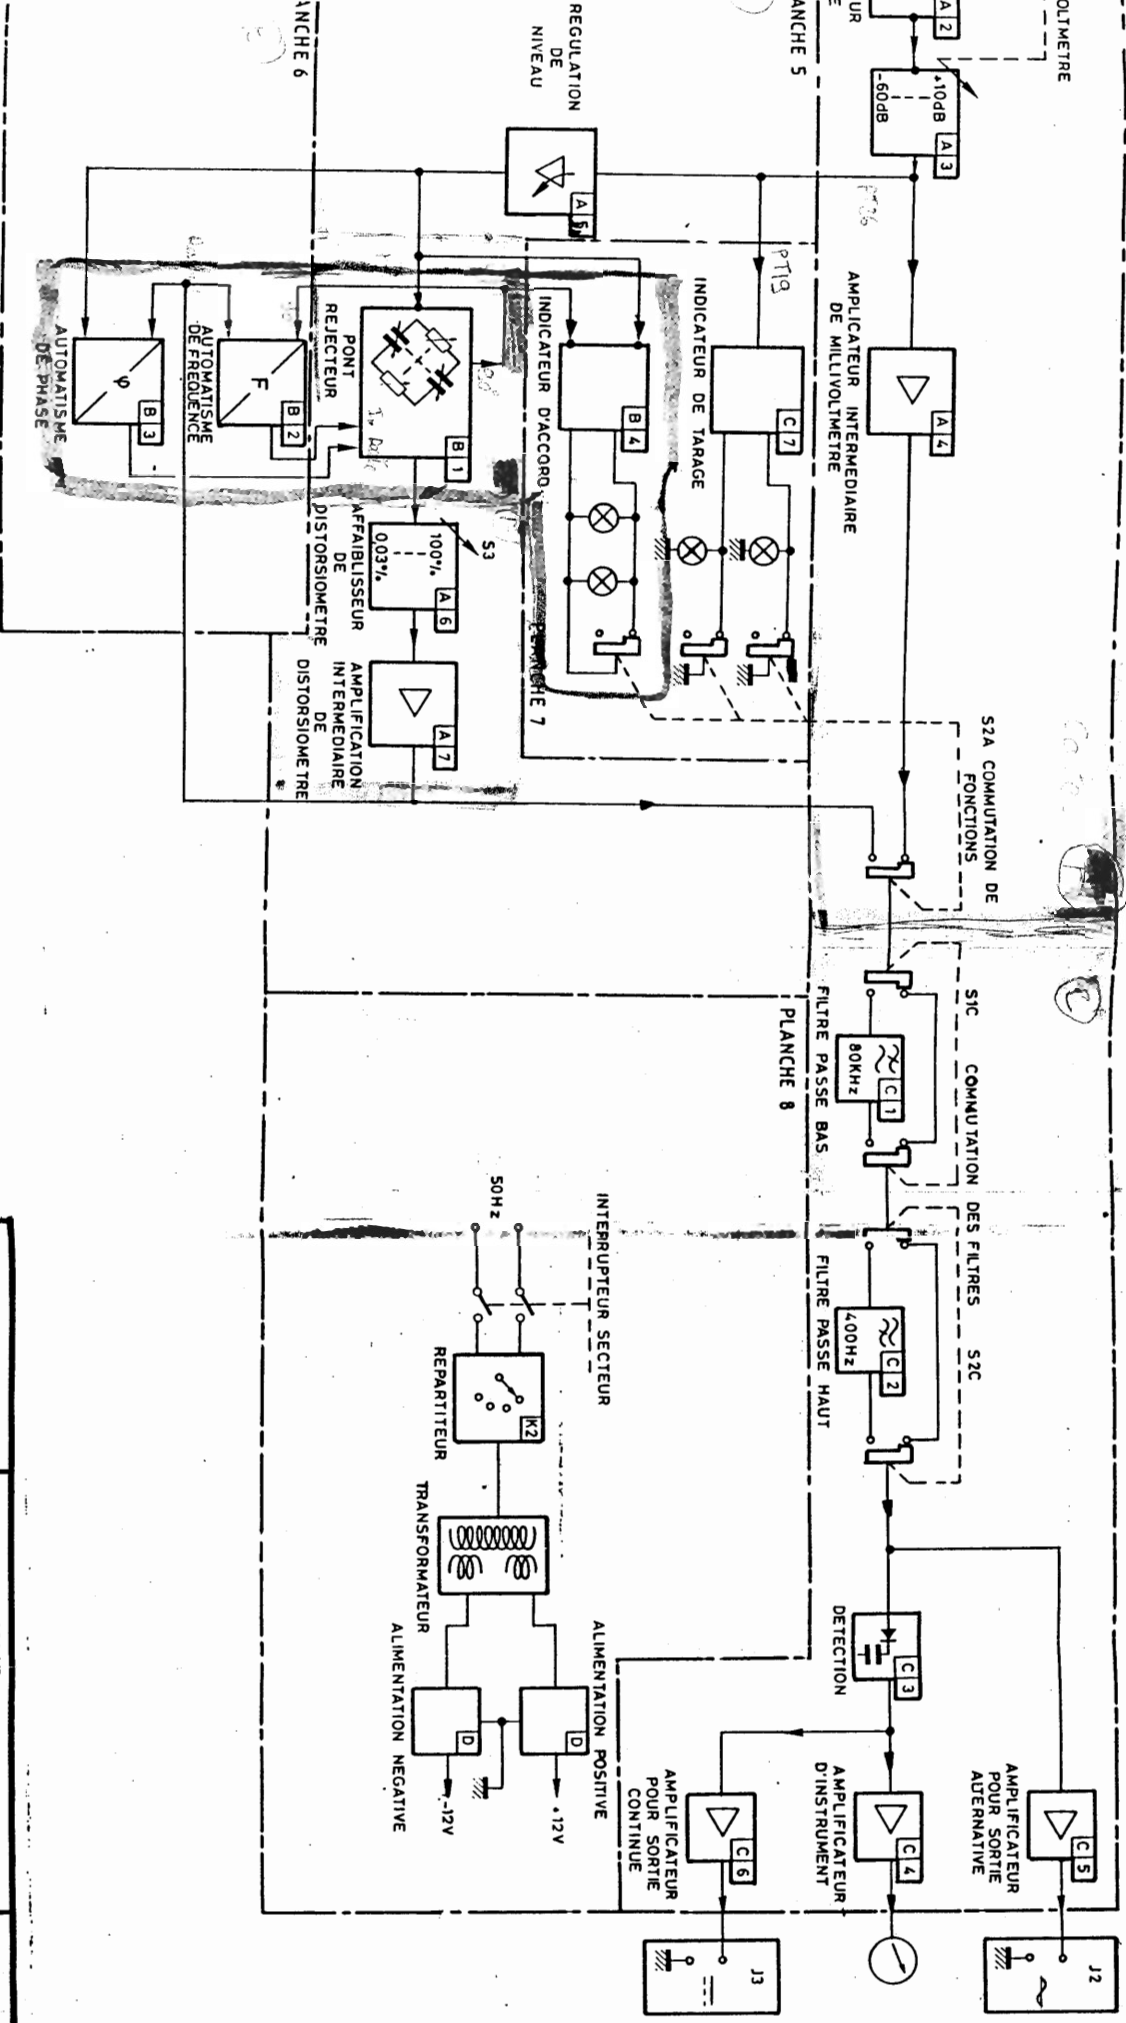 OLTMETRE
A 2
UR
E
+10dB
-60dB
A 3
PLANCHE 8
ANCHE 5
ANCHE 6
PT19
AMPLIFICATEUR INTERMEDIAIRE
DE MILLIVOLTMETRE
A 4
REGULATION
DE
NIVEAU
A 5
INDICATEUR DE TARAGE
C 7
INDICATEUR D'ACCORD
B 4
PLANCHE 7
PONT
REJECTEUR
B 1
AUTOMATISME
DE FREQUENCE
F
B 2
AUTOMATISME
DE PHASE
φ
B 3
S3
100%
0,03%
A 6
AFFAIBLISSEUR
DE
DISTORSIOMETRE
AMPLIFICATION
INTERMEDIAIRE
DE
DISTORSIOMETRE
A 7
S2A COMMUTATION DE
FONCTIONS
S1C COMMUTATION DES FILTRES S2C
C
80KHz
C 1
FILTRE PASSE BAS
400Hz
C 2
FILTRE PASSE HAUT
DETECTION
C 3
AMPLIFICATEUR
D'INSTRUMENT
C 4
AMPLIFICATEUR
POUR SORTIE
ALTERNATIVE
C 5
J2
AMPLIFICATEUR
POUR SORTIE
CONTINUE
C 6
J3
INTERRUPTEUR SECTEUR
50Hz
REPARTITEUR
K2
TRANSFORMATEUR
ALIMENTATION POSITIVE
D
+12V
ALIMENTATION NEGATIVE
D
-12V